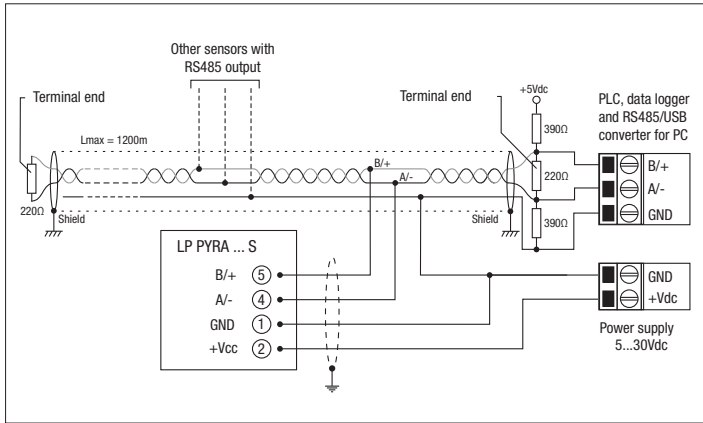 Other sensors with
RS485 output
Terminal end
Terminal end
+5Vdc
PLC, data logger
and RS485/USB
converter for PC
Lmax = 1200m
390Ω
B/+
B/+
220Ω
A/-
A/-
220Ω
390Ω
GND
Shield
Shield
LP PYRA ... S
B/+ 5
A/- 4
GND 1
+Vcc 2
GND
+Vdc
Power supply
5...30Vdc